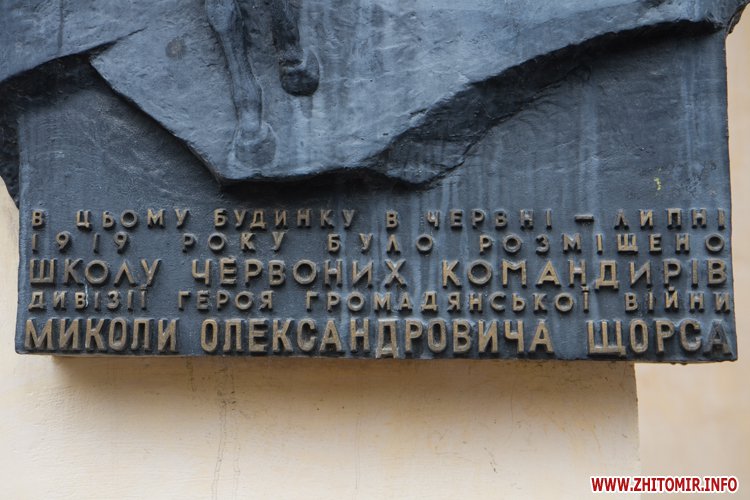 В ЦЬОМУ БУДИНКУ В ЧЕРВНІ – ЛИПНІ
1919 РОКУ БУЛО РОЗМІЩЕНО
ШКОЛУ ЧЕРВОНИХ КОМАНДИРІВ
ДИВІЗІЇ ГЕРОЯ ГРОМАДЯНСЬКОЇ ВІЙНИ
МИКОЛИ ОЛЕКСАНДРОВИЧА ЩОРСА
WWW.ZHITOMIR.INFO